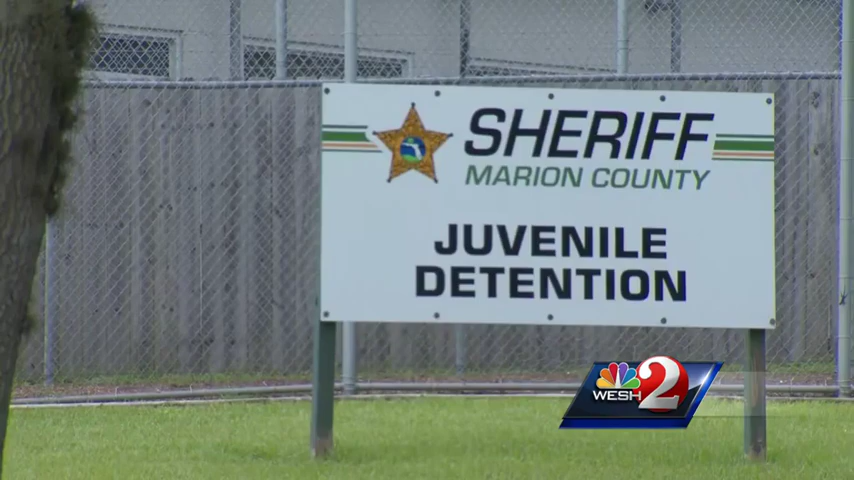 SHERIFF
MARION COUNTY
JUVENILE
DETENTION
WESH 2